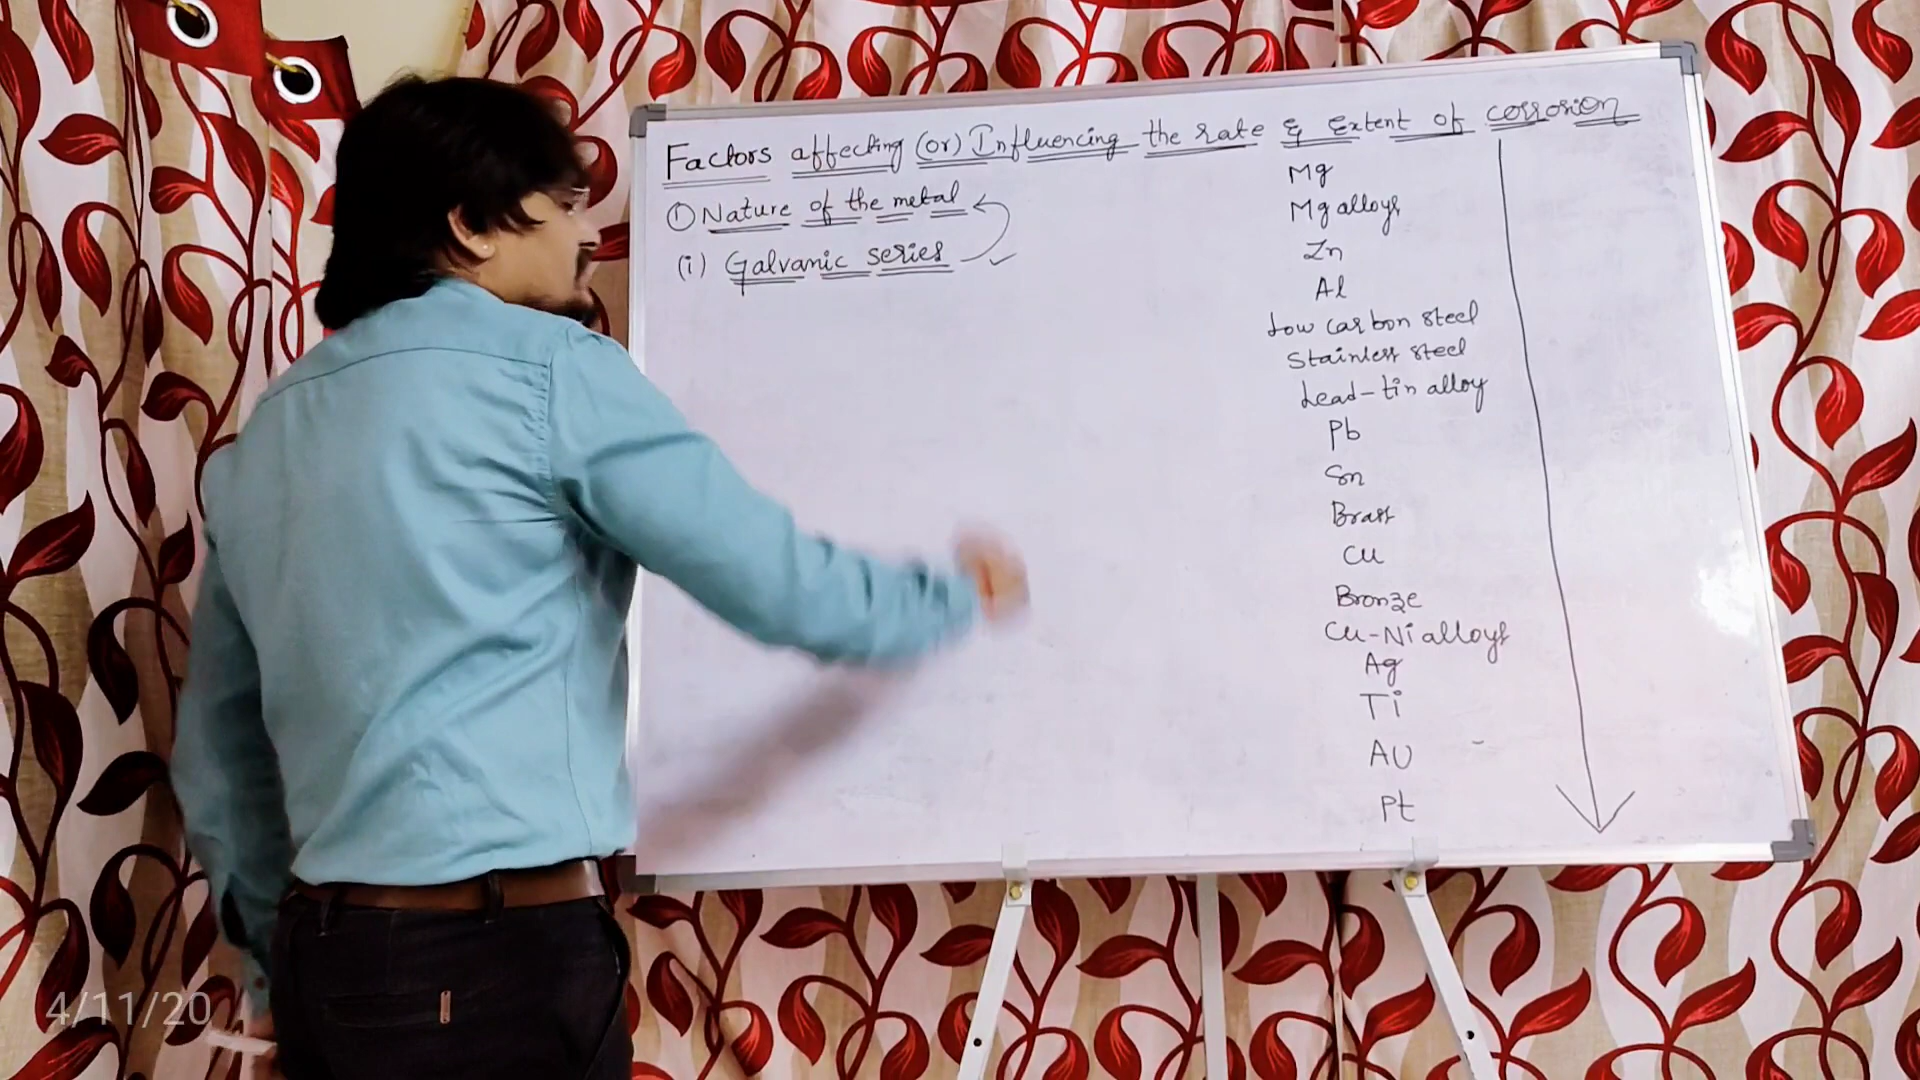 Factors affecting (or) Influencing the rate & Extent of corrosion
① Nature of the metal
(i) Galvanic series
Mg
Mg alloys
Zn
Al
Low carbon steel
Stainless steel
Lead-tin alloy
Pb
Sn
Brass
Cu
Bronze
Cu-Ni alloys
Ag
Ti
AU
Pt
4/11/20